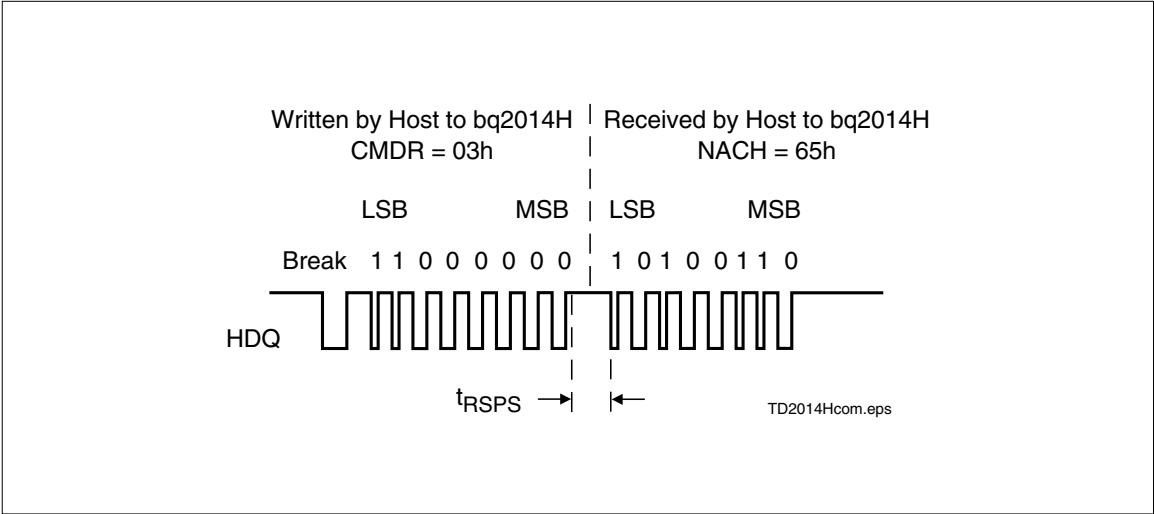 Written by Host to bq2014H
CMDR = 03h
Received by Host to bq2014H
NACH = 65h
LSB MSB LSB MSB
Break 1 1 0 0 0 0 0 0 1 0 1 0 0 1 1 0
HDQ
tRSPS
TD2014Hcom.eps